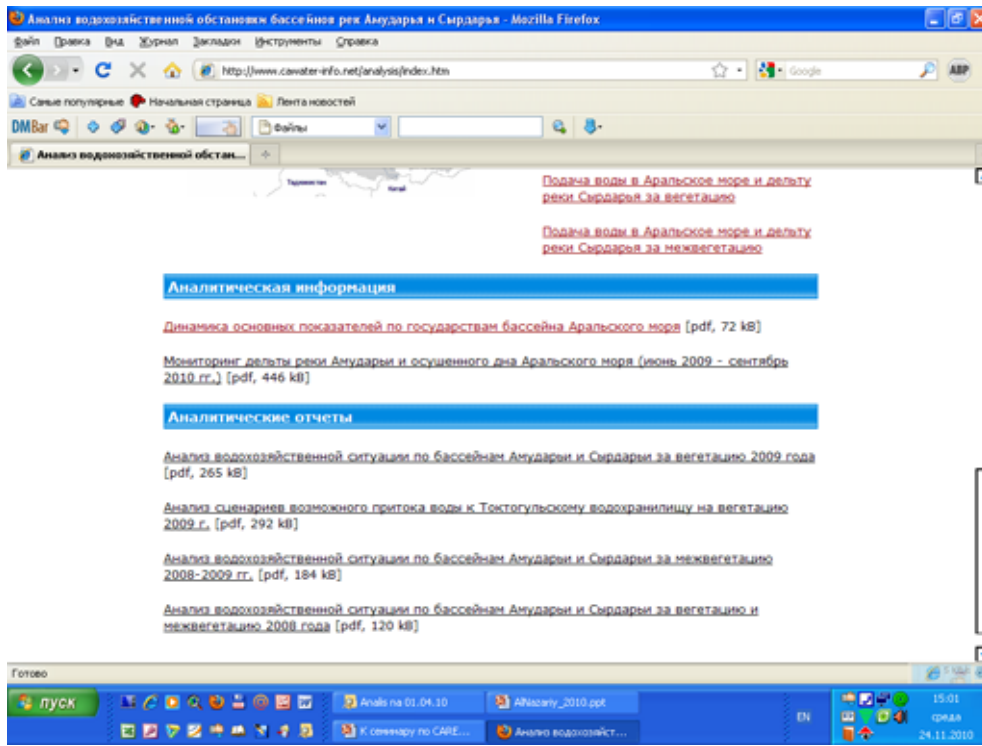 Анализ водохозяйственной обстановки бассейнов рек Амударья и Сырдарья - Mozilla Firefox
Файл Правка Вид Журнал Закладки Инструменты Справка
http://www.cawater-info.net/analysis/index.htm
Google
ABP
Самые популярные Начальная страница Лента новостей
DMBar Файлы
Анализ водохозяйственной обстан...
Таджикистан
Китай
Подача воды в Аральское море и дельту
реки Сырдарья за вегетацию
Подача воды в Аральское море и дельту
реки Сырдарья за межвегетацию
Аналитическая информация
Динамика основных показателей по государствам бассейна Аральского моря [pdf, 72 kB]
Мониторинг дельты реки Амударьи и осушенного дна Аральского моря (июнь 2009 - сентябрь
2010 гг.) [pdf, 446 kB]
Аналитические отчеты
Анализ водохозяйственной ситуации по бассейнам Амударьи и Сырдарьи за вегетацию 2009 года
[pdf, 265 kB]
Анализ сценариев возможного притока воды к Токтогульскому водохранилищу на вегетацию
2009 г. [pdf, 292 kB]
Анализ водохозяйственной ситуации по бассейнам Амударьи и Сырдарьи за межвегетацию
2008-2009 гг. [pdf, 184 kB]
Анализ водохозяйственной ситуации по бассейнам Амударьи и Сырдарьи за вегетацию и
межвегетацию 2008 года [pdf, 120 kB]
Готово
пуск
Analis na 01.04.10
AlNazariy_2010.ppt
EN
15:01
К семинару по CARE...
Анализ водохозяйст...
среда
24.11.2010